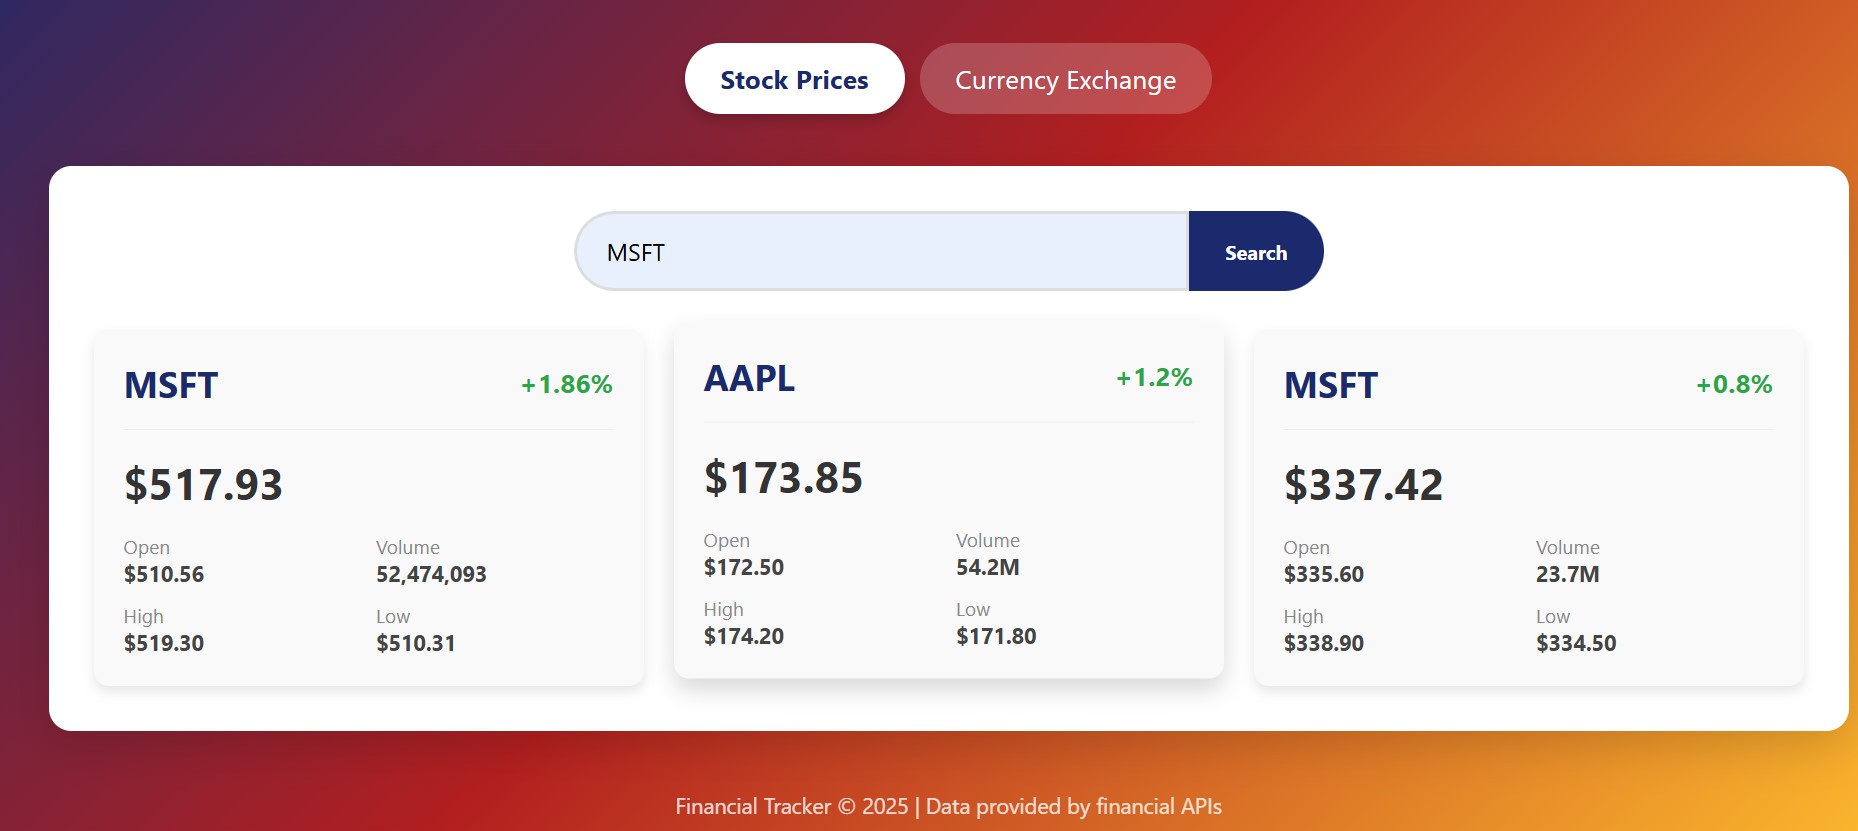 Stock Prices
Currency Exchange
MSFT
Search
MSFT +1.86%
$517.93
Open Volume
$510.56 52,474,093
High Low
$519.30 $510.31
AAPL +1.2%
$173.85
Open Volume
$172.50 54.2M
High Low
$174.20 $171.80
MSFT +0.8%
$337.42
Open Volume
$335.60 23.7M
High Low
$338.90 $334.50
Financial Tracker © 2025 | Data provided by financial APIs